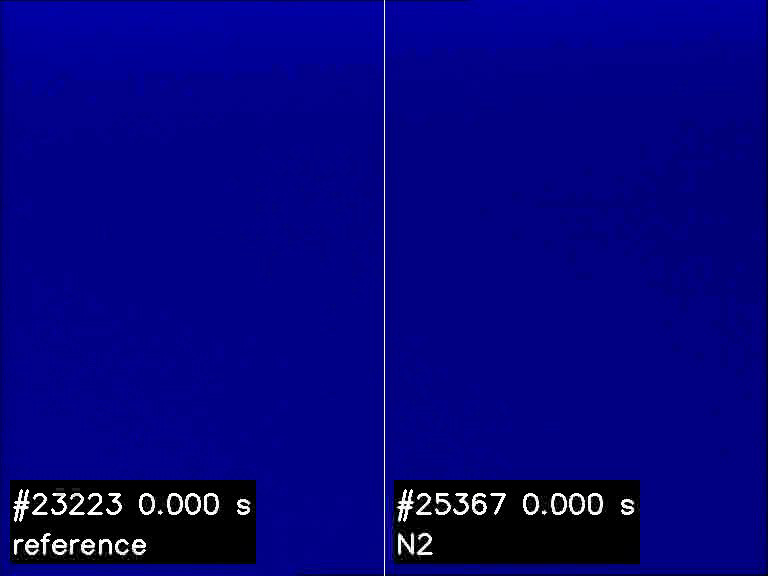 #23223 0.000 s
reference
#25367 0.000 s
N2